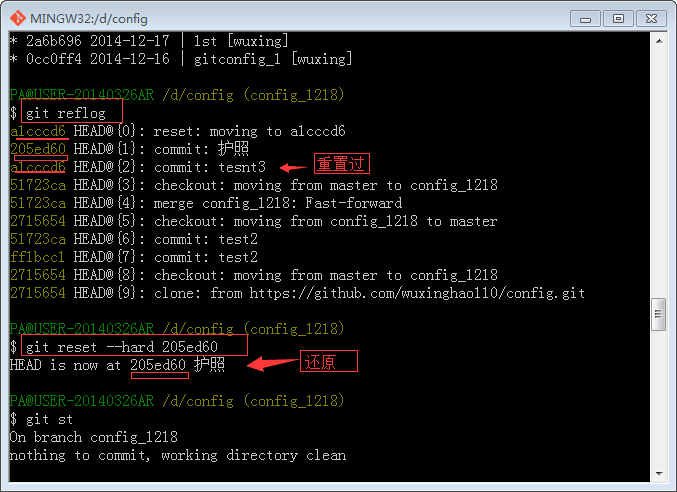 MINGW32:/d/config
* 2a6b696 2014-12-17 | lst [wuxing]
* 0cc0ff4 2014-12-16 | gitconfig_1 [wuxing]
PA@USER-20140326AR /d/config (config_1218)
$ git reflog
a1cccd6 HEAD@{0}: reset: moving to a1cccd6
205ed60 HEAD@{1}: commit: 护照
a1cccd6 HEAD@{2}: commit: tesnt3 重置过
51723ca HEAD@{3}: checkout: moving from master to config_1218
51723ca HEAD@{4}: merge config_1218: Fast-forward
2715654 HEAD@{5}: checkout: moving from config_1218 to master
51723ca HEAD@{6}: commit: test2
ff1bcc1 HEAD@{7}: commit: test2
2715654 HEAD@{8}: checkout: moving from master to config_1218
2715654 HEAD@{9}: clone: from https://github.com/wuxinghao110/config.git
PA@USER-20140326AR /d/config (config_1218)
$ git reset --hard 205ed60
HEAD is now at 205ed60 护照 还原
PA@USER-20140326AR /d/config (config_1218)
$ git st
On branch config_1218
nothing to commit, working directory clean